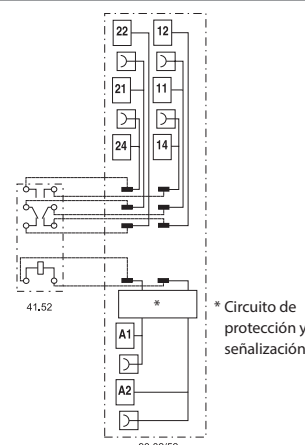 22 12
21 11
24 14
41.52
*
* Circuito de
protección y
señalización
A1
A2